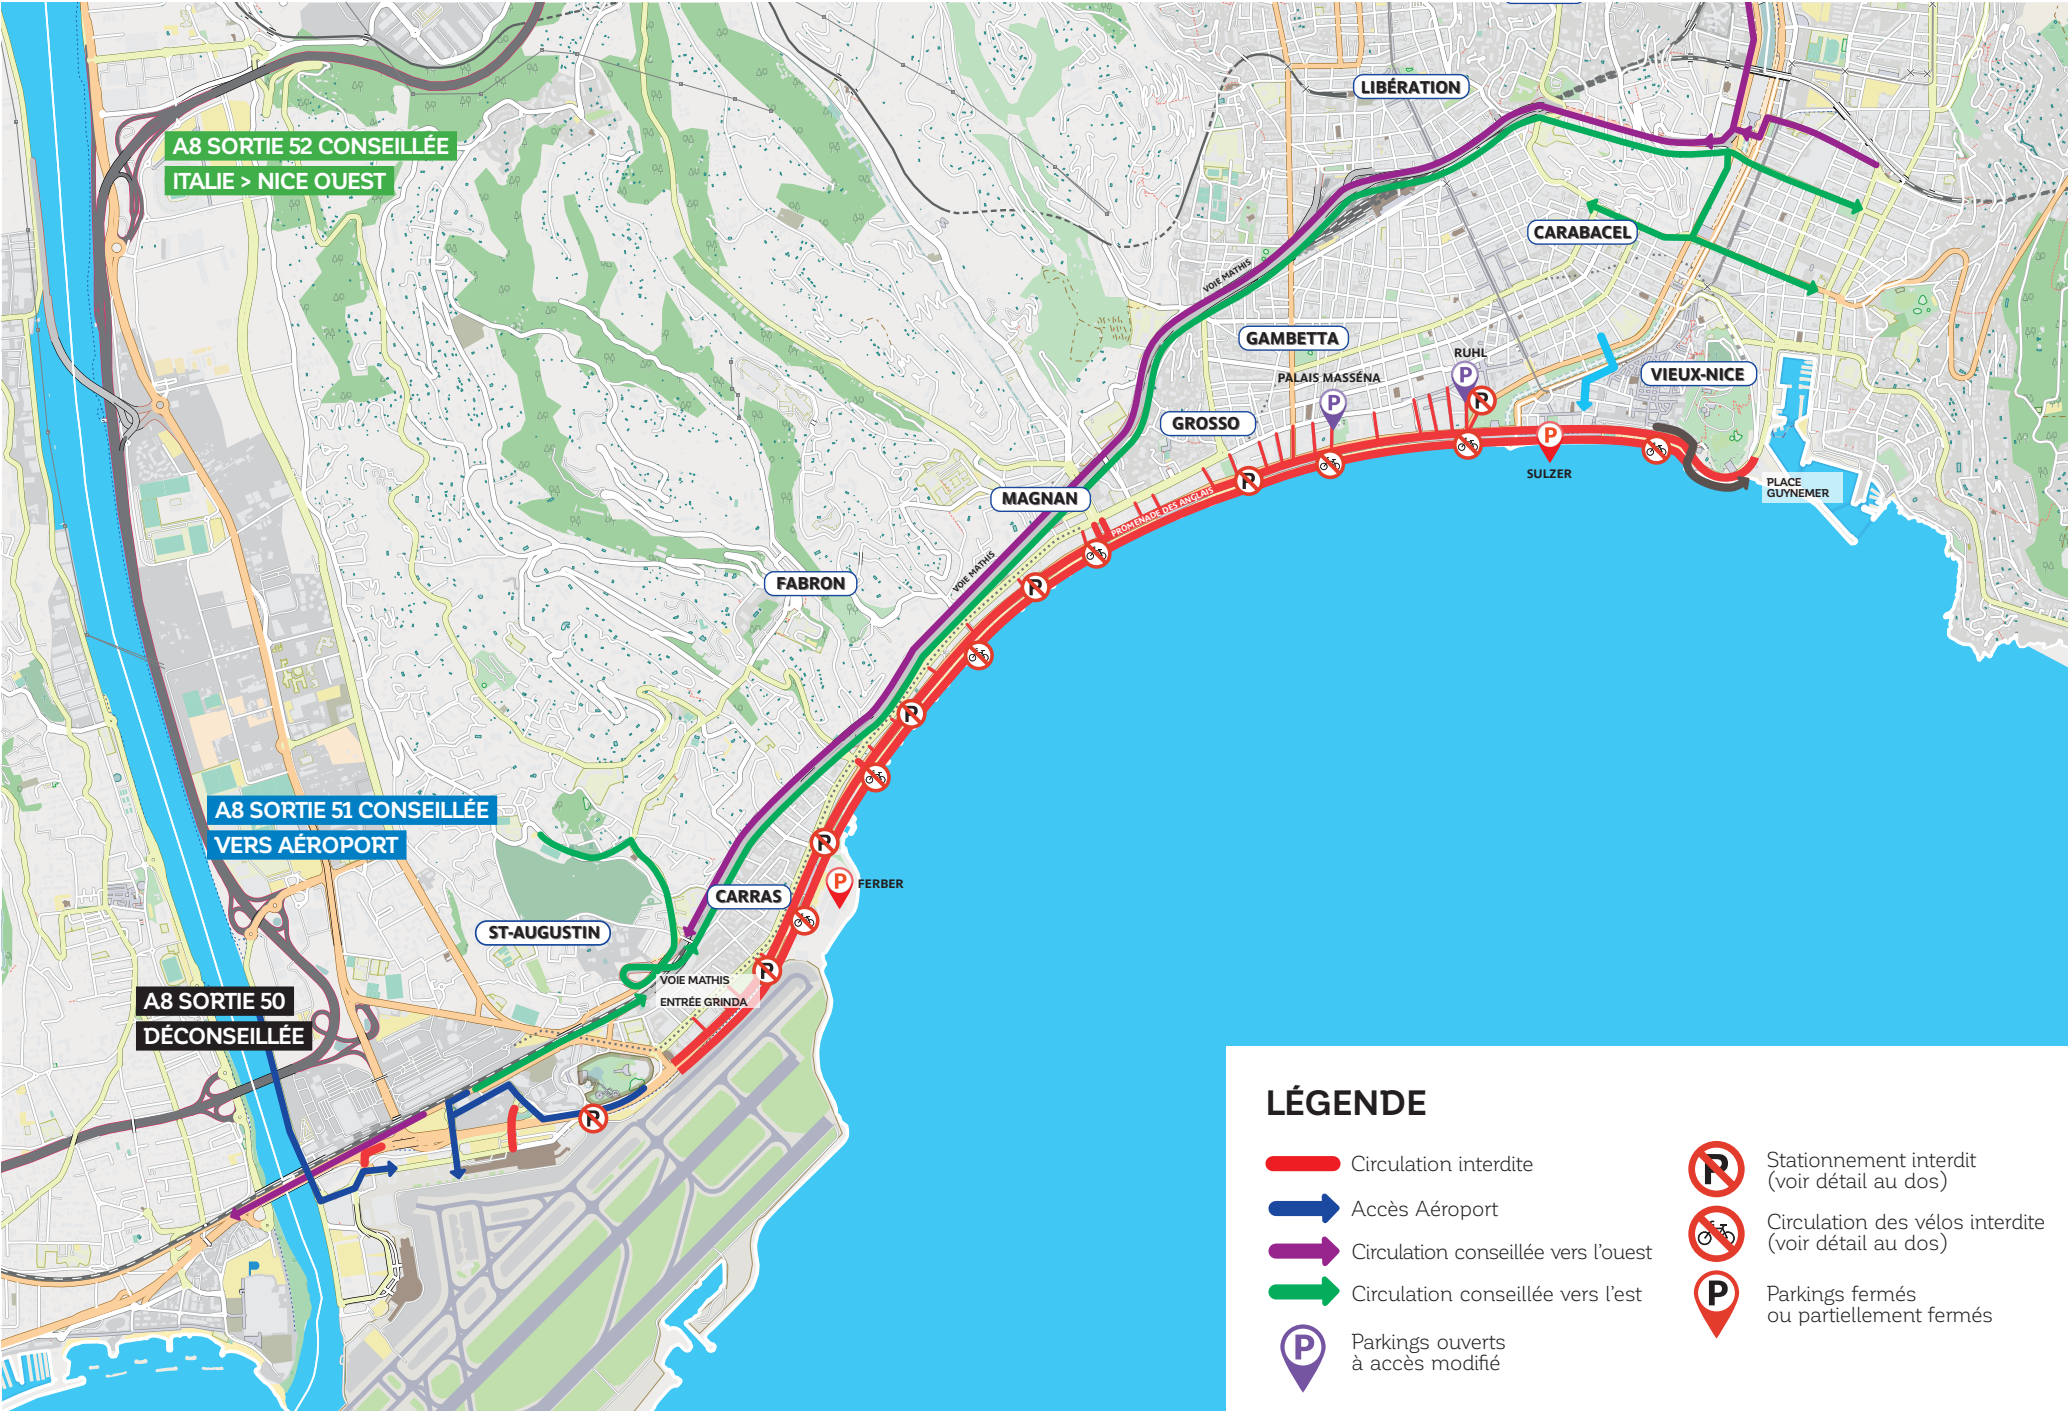 LIBÉRATION
A8 SORTIE 52 CONSEILLÉE
ITALIE > NICE OUEST
CARABACEL
VOIE MATHIS
GAMBETTA
RUHL
P
PALAIS MASSÉNA
P
VIEUX-NICE
P
GROSSO
P
SULZER
PLACE
GUYNEMER
P
MAGNAN
PROMENADE DES ANGLAIS
VOIE MATHIS
FABRON
P
P
A8 SORTIE 51 CONSEILLÉE
VERS AÉROPORT
P
P
FERBER
CARRAS
ST-AUGUSTIN
P
VOIE MATHIS
ENTRÉE GRINDA
A8 SORTIE 50
DÉCONSEILLÉE
P
LÉGENDE
Circulation interdite
Accès Aéroport
Circulation conseillée vers l'ouest
Circulation conseillée vers l'est
P
Parkings ouverts
à accès modifié
P
Stationnement interdit
(voir détail au dos)
Circulation des vélos interdite
(voir détail au dos)
P
Parkings fermés
ou partiellement fermés